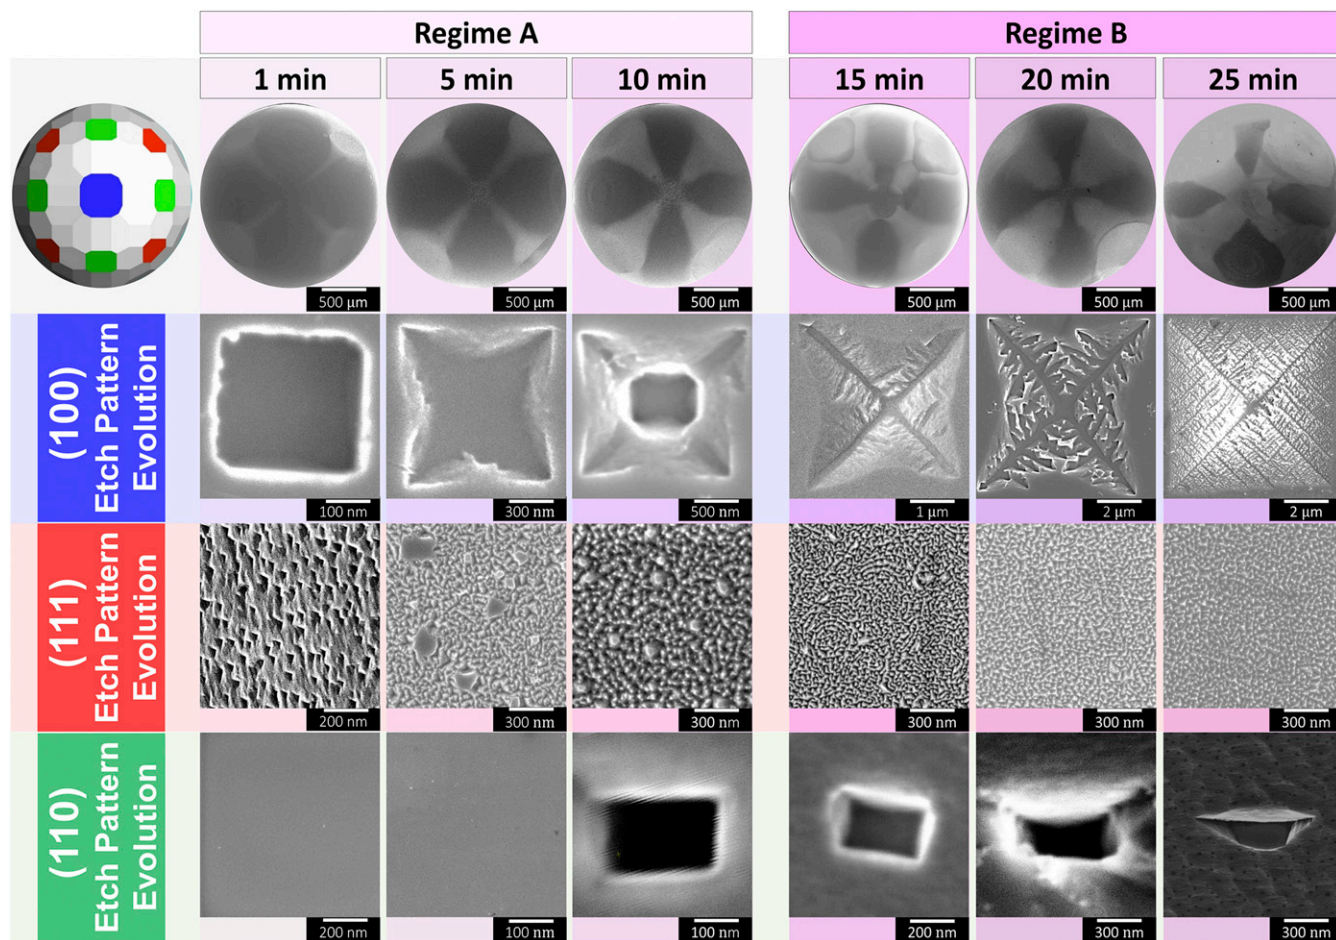 Regime A
Regime B
1 min
5 min
10 min
15 min
20 min
25 min
500 µm
500 µm
500 µm
500 µm
500 µm
500 µm
(100)
Etch Pattern
Evolution
100 nm
300 nm
500 nm
1 µm
2 µm
2 µm
(111)
Etch Pattern
Evolution
200 nm
300 nm
300 nm
300 nm
300 nm
300 nm
(110)
Etch Pattern
Evolution
200 nm
100 nm
100 nm
200 nm
300 nm
300 nm